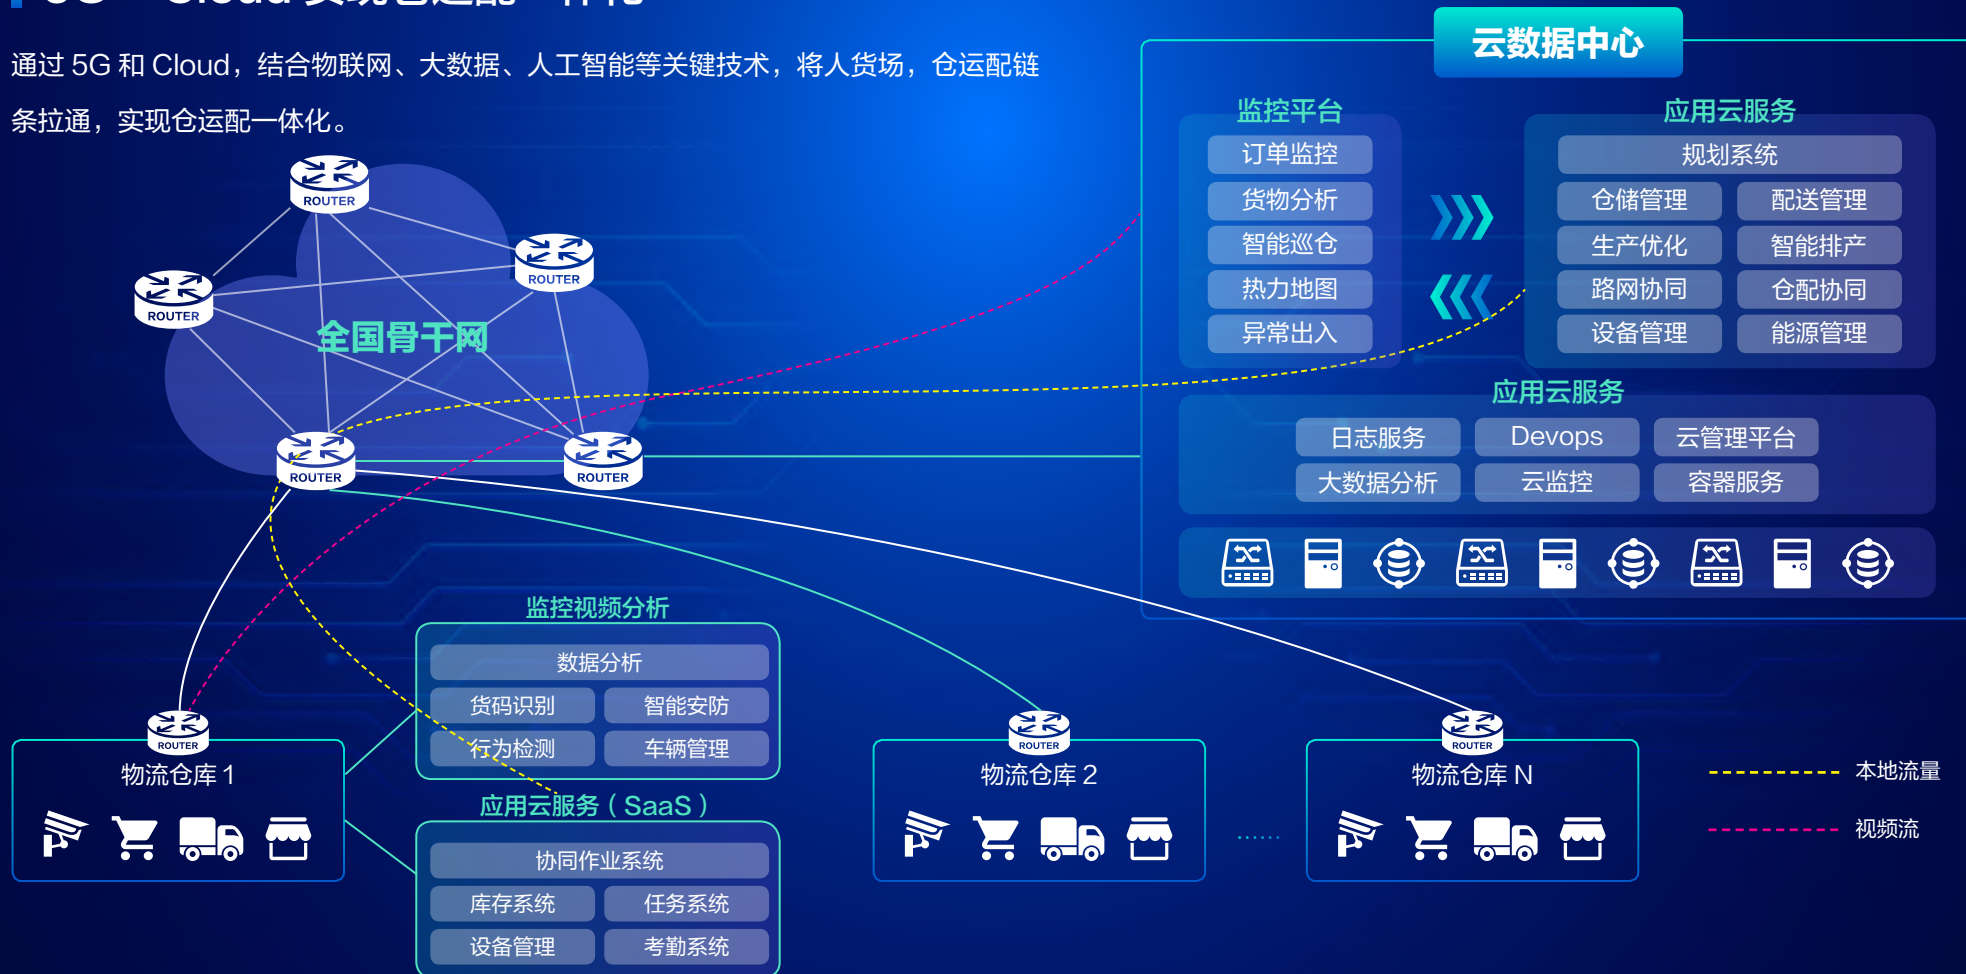 通过 5G 和 Cloud，结合物联网、大数据、人工智能等关键技术，将人货场，仓运配链
条拉通，实现仓运配一体化。
云数据中心
监控平台
订单监控
货物分析
智能巡仓
热力地图
异常出入
应用云服务
规划系统
仓储管理
配送管理
生产优化
智能排产
路网协同
仓配协同
设备管理
能源管理
应用云服务
日志服务
Devops
云管理平台
大数据分析
云监控
容器服务
ROUTER
ROUTER
ROUTER
全国骨干网
ROUTER
ROUTER
监控视频分析
数据分析
货码识别
智能安防
行为检测
车辆管理
应用云服务（SaaS）
协同作业系统
库存系统
任务系统
设备管理
考勤系统
ROUTER
物流仓库 1
ROUTER
物流仓库 2
......
ROUTER
物流仓库 N
本地流量
视频流